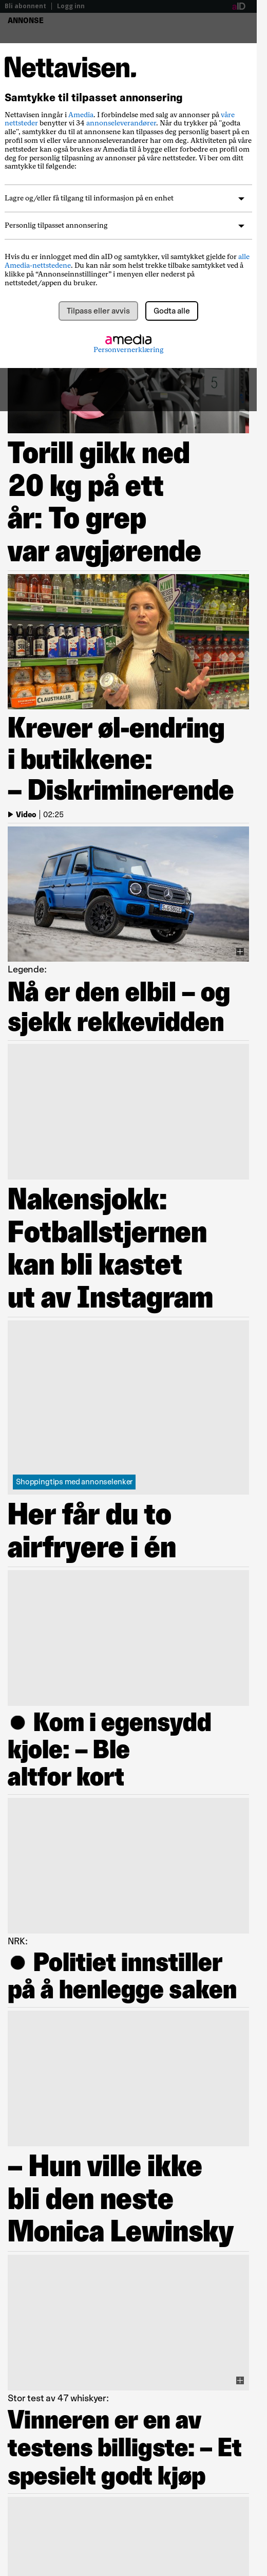 Bli abonnent | Logg inn aID
ANNONSE
Nettavisen.
Samtykke til tilpasset annonsering
Nettavisen inngår i Amedia. I forbindelse med salg av annonser på våre
nettsteder benytter vi 34 annonseleverandører. Når du trykker på "godta
alle", samtykker du til at annonsene kan tilpasses deg personlig basert på en
profil som vi eller våre annonseleverandører har om deg. Aktiviteten på våre
nettsteder kan også brukes av Amedia til å bygge eller forbedre en profil om
deg for personlig tilpasning av annonser på våre nettsteder. Vi ber om ditt
samtykke til følgende:
Lagre og/eller få tilgang til informasjon på en enhet
Personlig tilpasset annonsering
Hvis du er innlogget med din aID og samtykker, vil samtykket gjelde for alle
Amedia-nettstedene. Du kan når som helst trekke tilbake samtykket ved å
klikke på “Annonseinnstillinger” i menyen eller nederst på
nettstedet/appen du bruker.
Tilpass eller avvis Godta alle
amedia
Personvernerklæring
5
Torill gikk ned
20 kg på ett
år: To grep
var avgjørende
CLAUSTHALER
Krever øl-endring
i butikkene:
– Diskriminerende
Video | 02:25
Legende:
Nå er den elbil – og
sjekk rekkevidden
Nakensjokk:
Fotballstjernen
kan bli kastet
ut av Instagram
Shoppingtips med annonselenker
Her får du to
airfryere i én
● Kom i egensydd
kjole: – Ble
altfor kort
NRK:
● Politiet innstiller
på å henlegge saken
– Hun ville ikke
bli den neste
Monica Lewinsky
Stor test av 47 whiskyer:
Vinneren er en av
testens billigste: – Et
spesielt godt kjøp